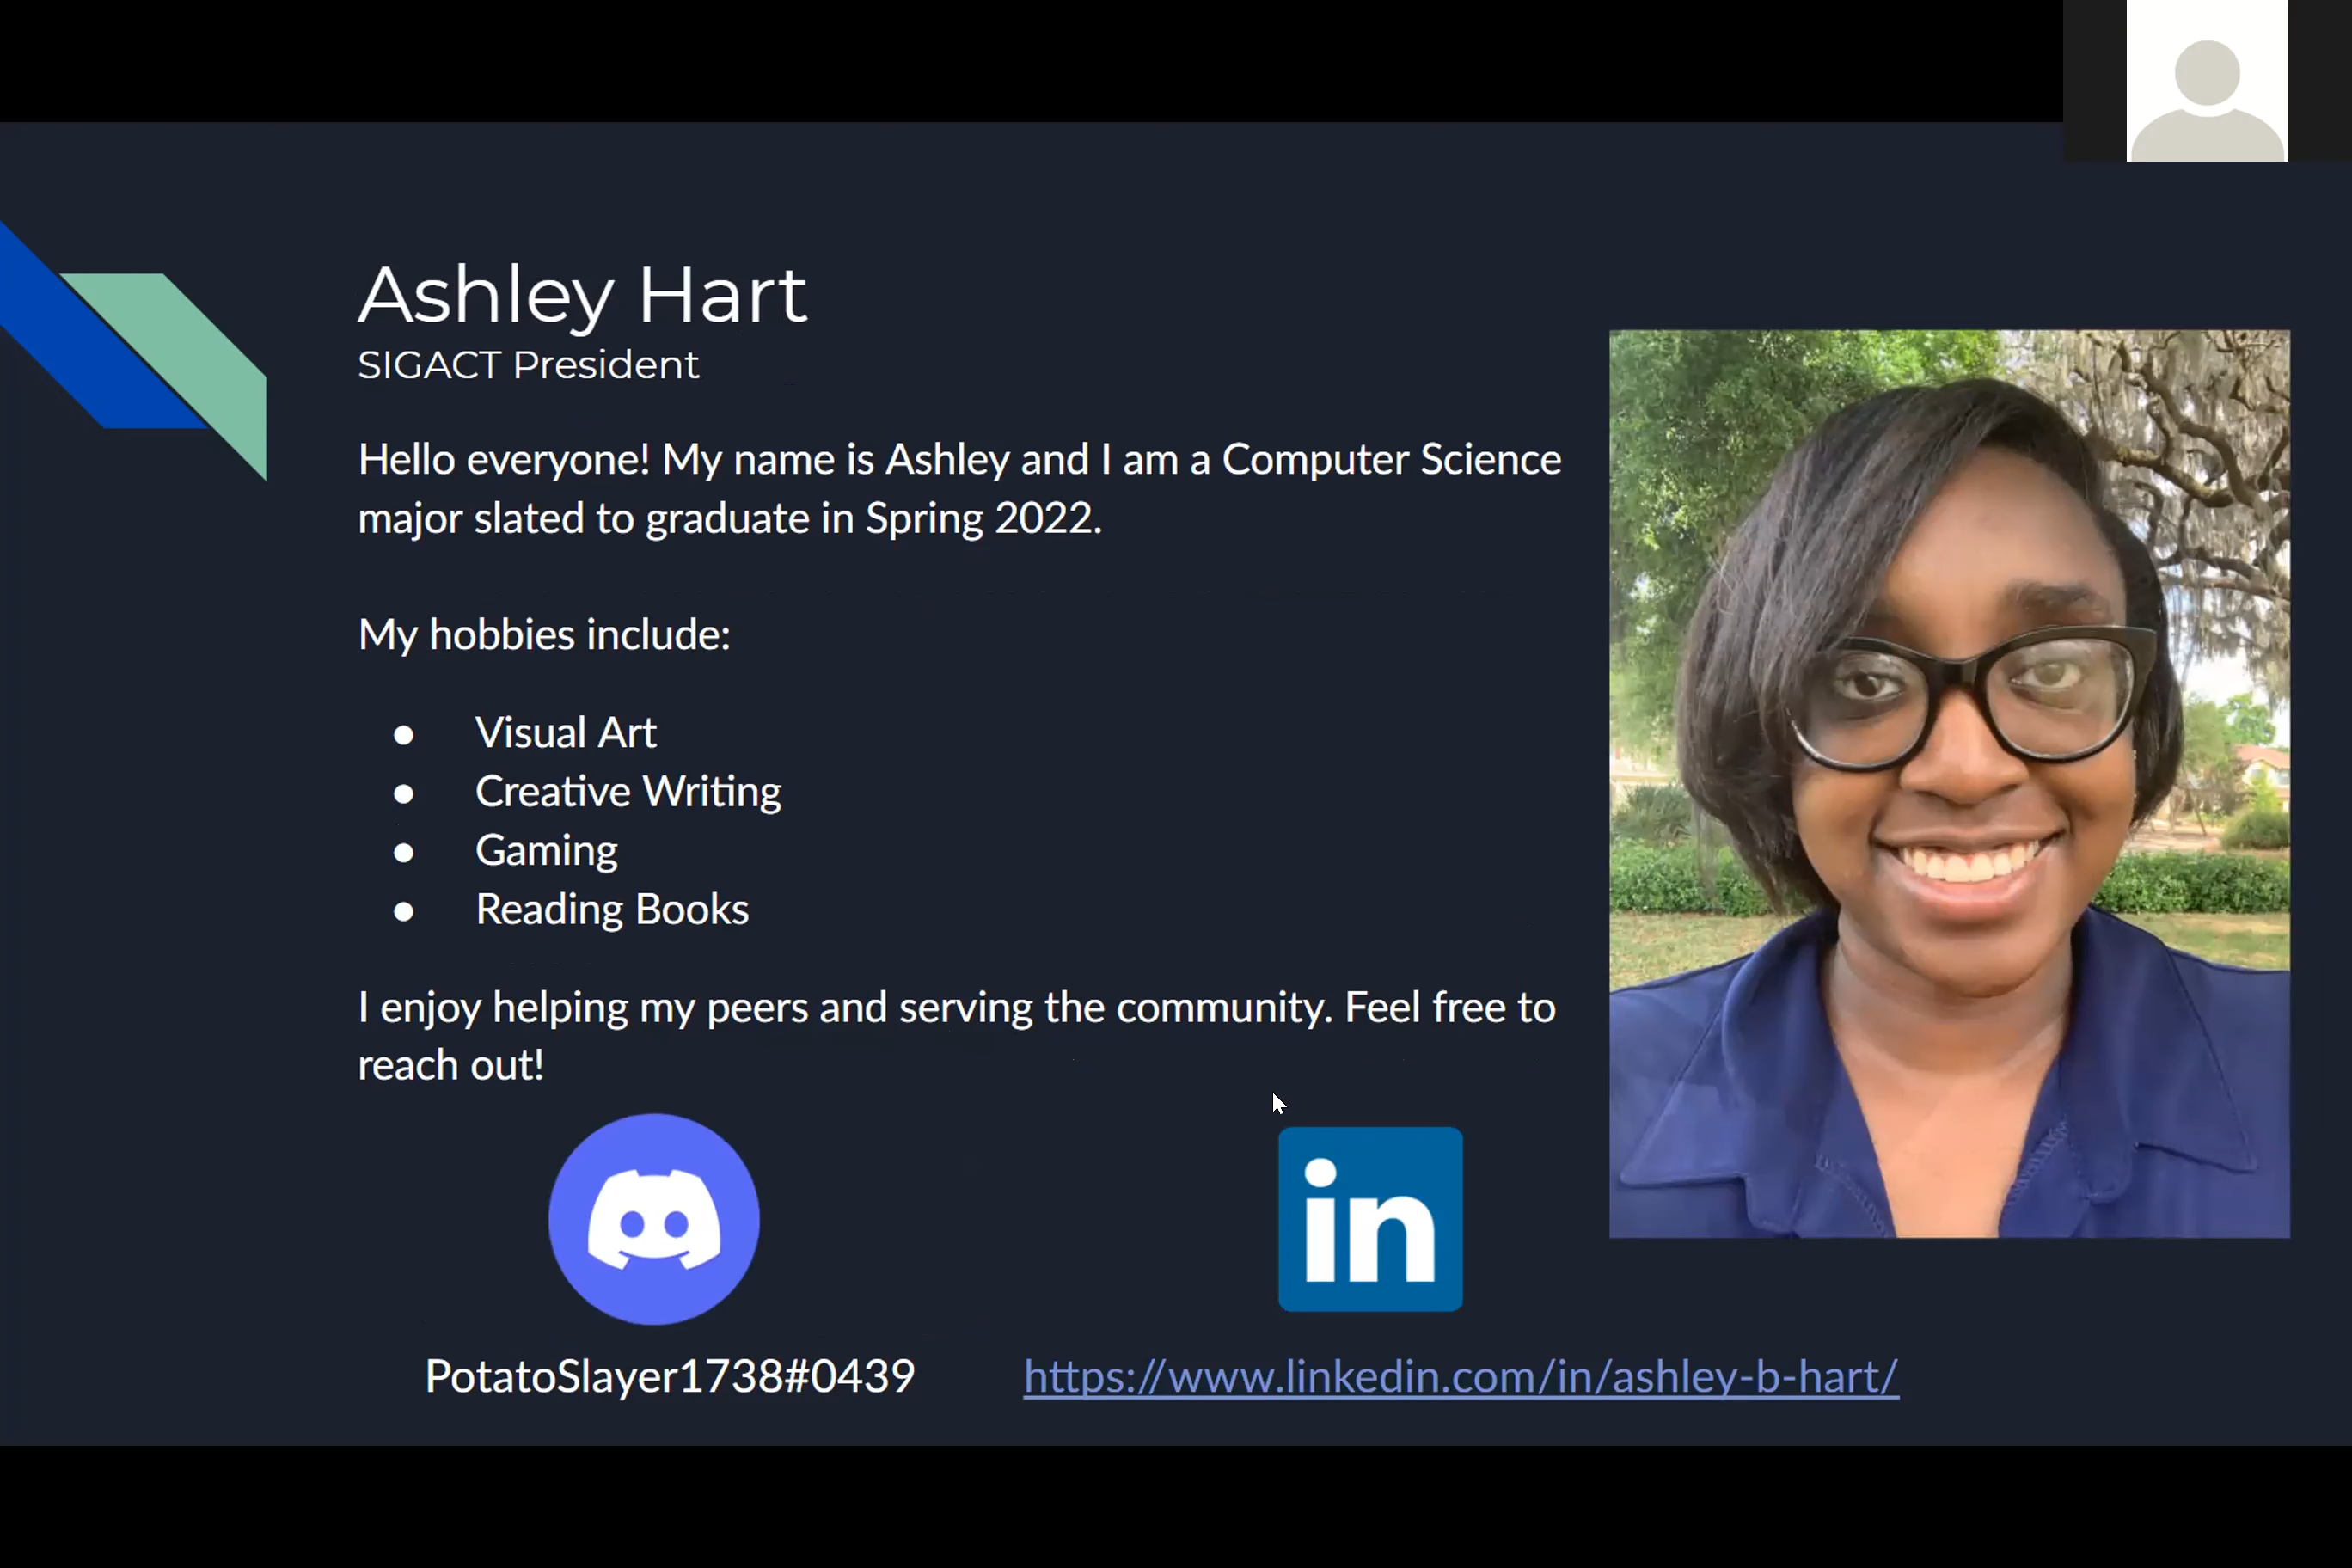 Ashley Hart
SIGACT President
Hello everyone! My name is Ashley and I am a Computer Science
major slated to graduate in Spring 2022.
My hobbies include:
● Visual Art
● Creative Writing
● Gaming
● Reading Books
I enjoy helping my peers and serving the community. Feel free to
reach out!
in
PotatoSlayer1738#0439
https://www.linkedin.com/in/ashley-b-hart/